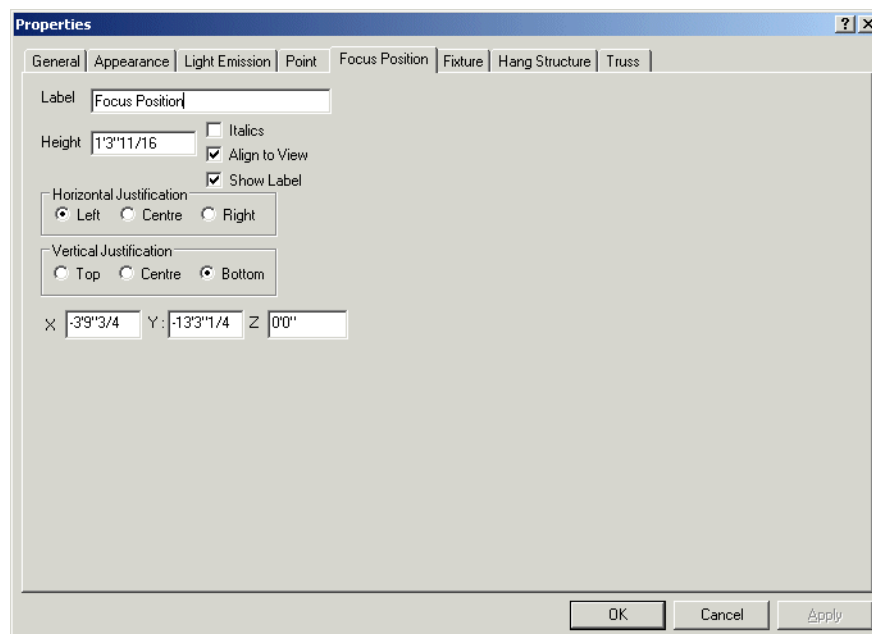 Properties
General Appearance Light Emission Point Focus Position Fixture Hang Structure Truss
Label Focus Position
Italics
Height 1'3"11/16
Align to View
Show Label
Horizontal Justification
Left Centre Right
Vertical Justification
Top Centre Bottom
X -3'9"3/4 Y: -13'3"1/4 Z 0'0"
OK Cancel Apply